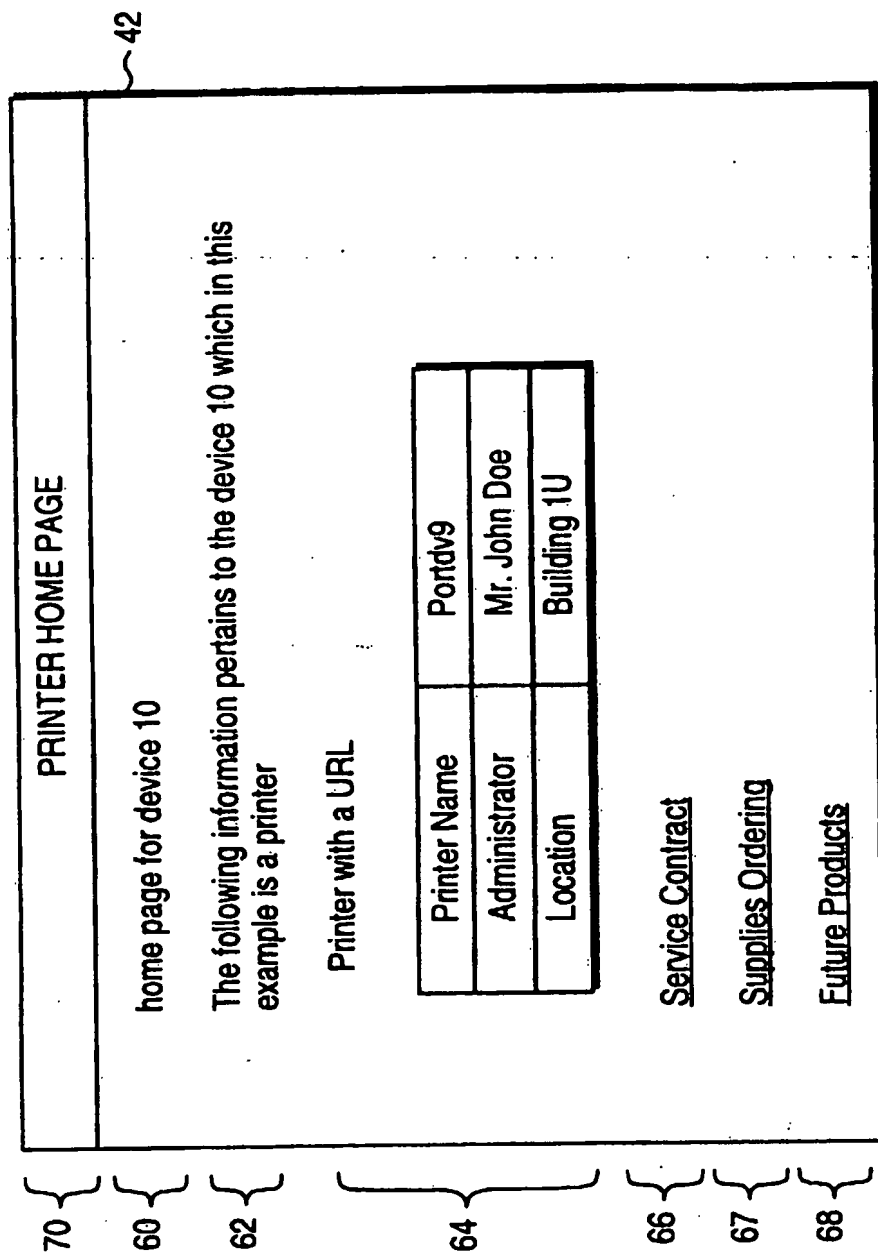 42
70 PRINTER HOME PAGE
60 home page for device 10
62 The following information pertains to the device 10 which in this
example is a printer
64 Printer with a URL
Printer Name Portdv9
Administrator Mr. John Doe
Location Building 1U
66 Service Contract
67 Supplies Ordering
68 Future Products